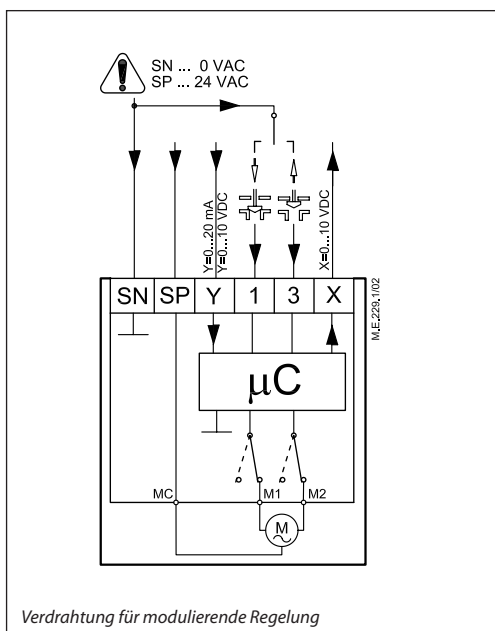 SN ... 0 VAC
SP ... 24 VAC
Y=0...20 mA
Y=0...10 VDC
X=0...10 VDC
SN SP Y 1 3 X
M.E.229.1/02
µC
MC M1 M2
M
Verdrahtung für modulierende Regelung